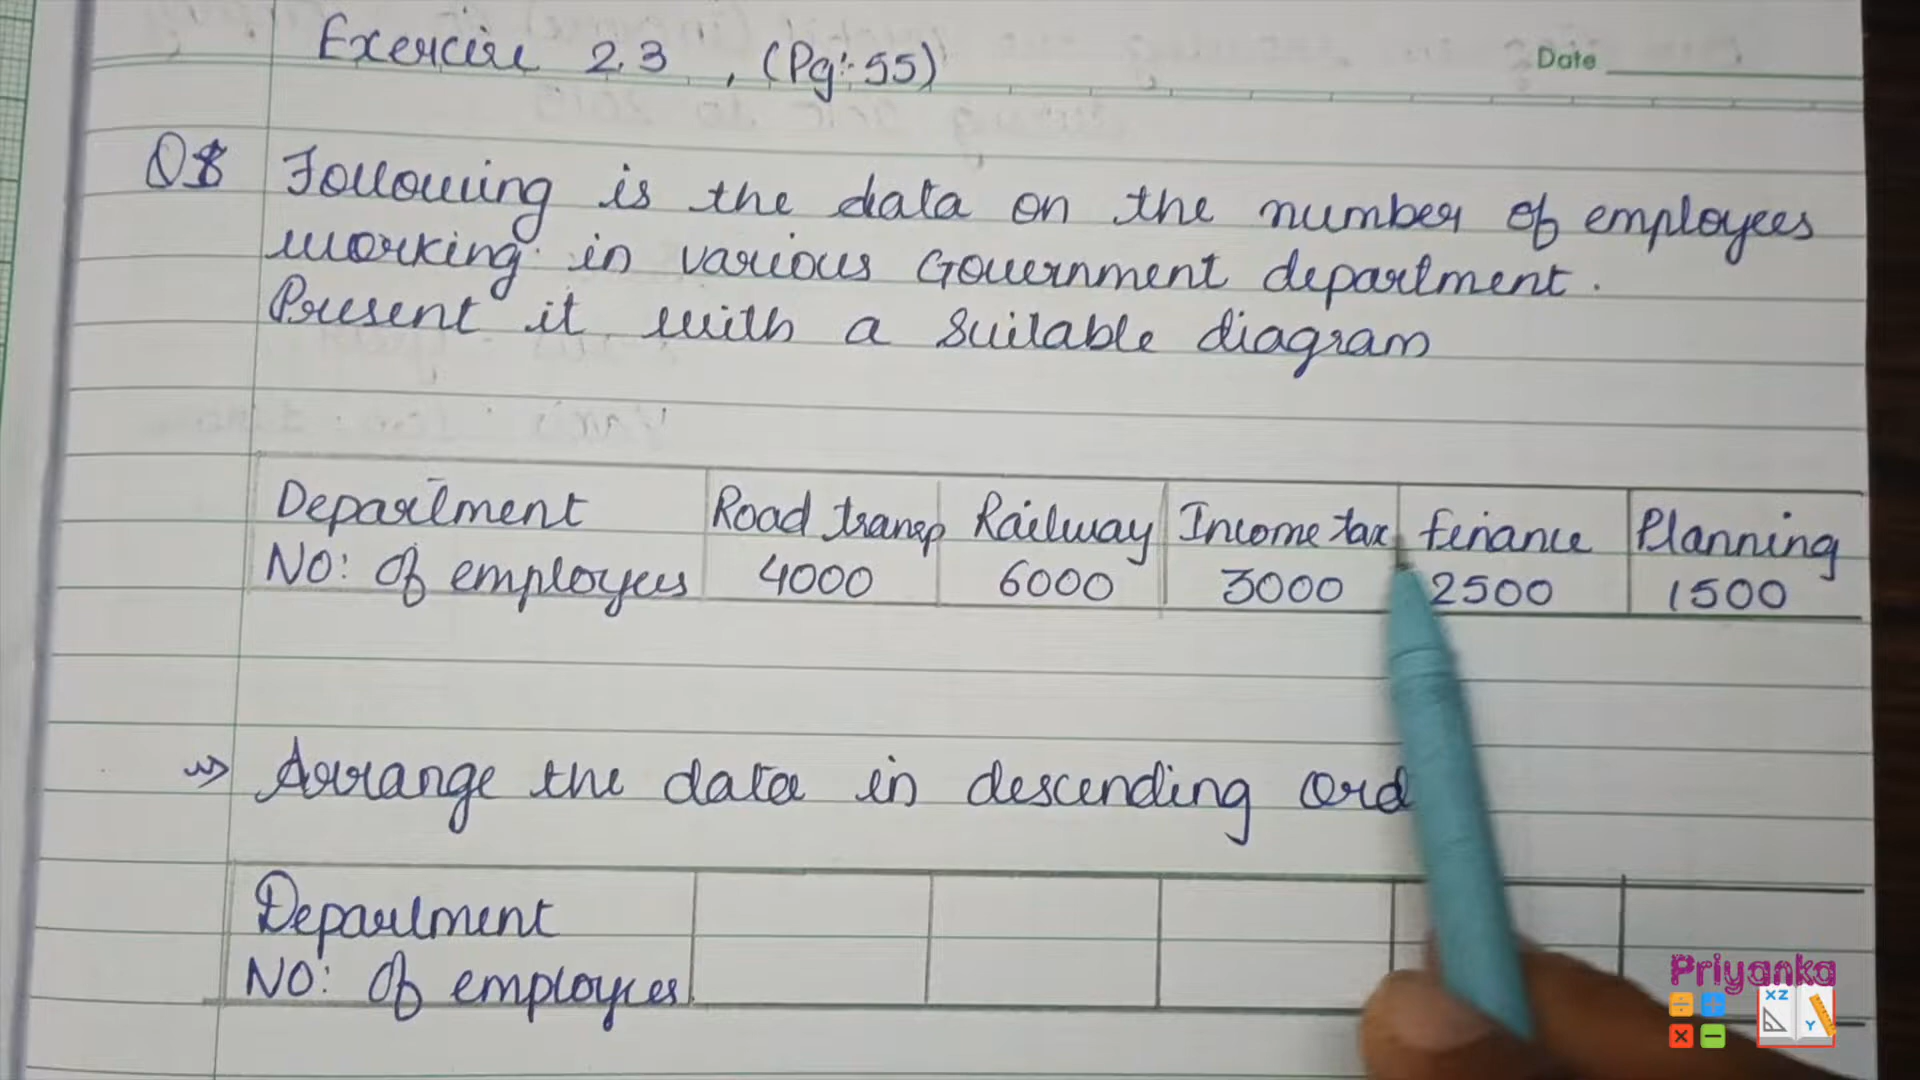 Exercise 2.3 , (Pg:-55)
Date
Q8 Following is the data on the number of employees
working in various Government department.
Present it with a suitable diagram
Department Road transp Railway Income tax finance Planning
NO: of employees 4000 6000 3000 2500 1500
Arrange the data in descending ord
Department
NO: of employees
Priyanka
XZ
Y